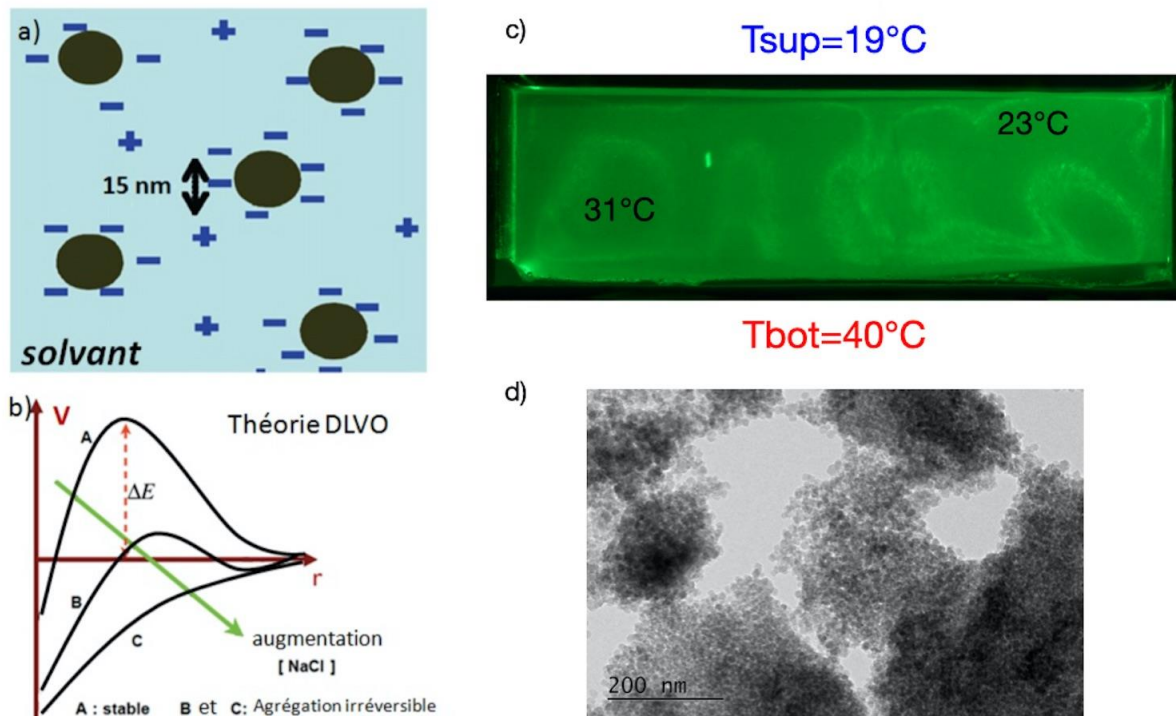 a)
15 nm
solvant
b)
V
Théorie DLVO
A
ΔE
r
B
C
augmentation
[ NaCl ]
A : stable B et C: Agrégation irréversible
c)
Tsup=19°C
23°C
31°C
Tbot=40°C
d)
200 nm